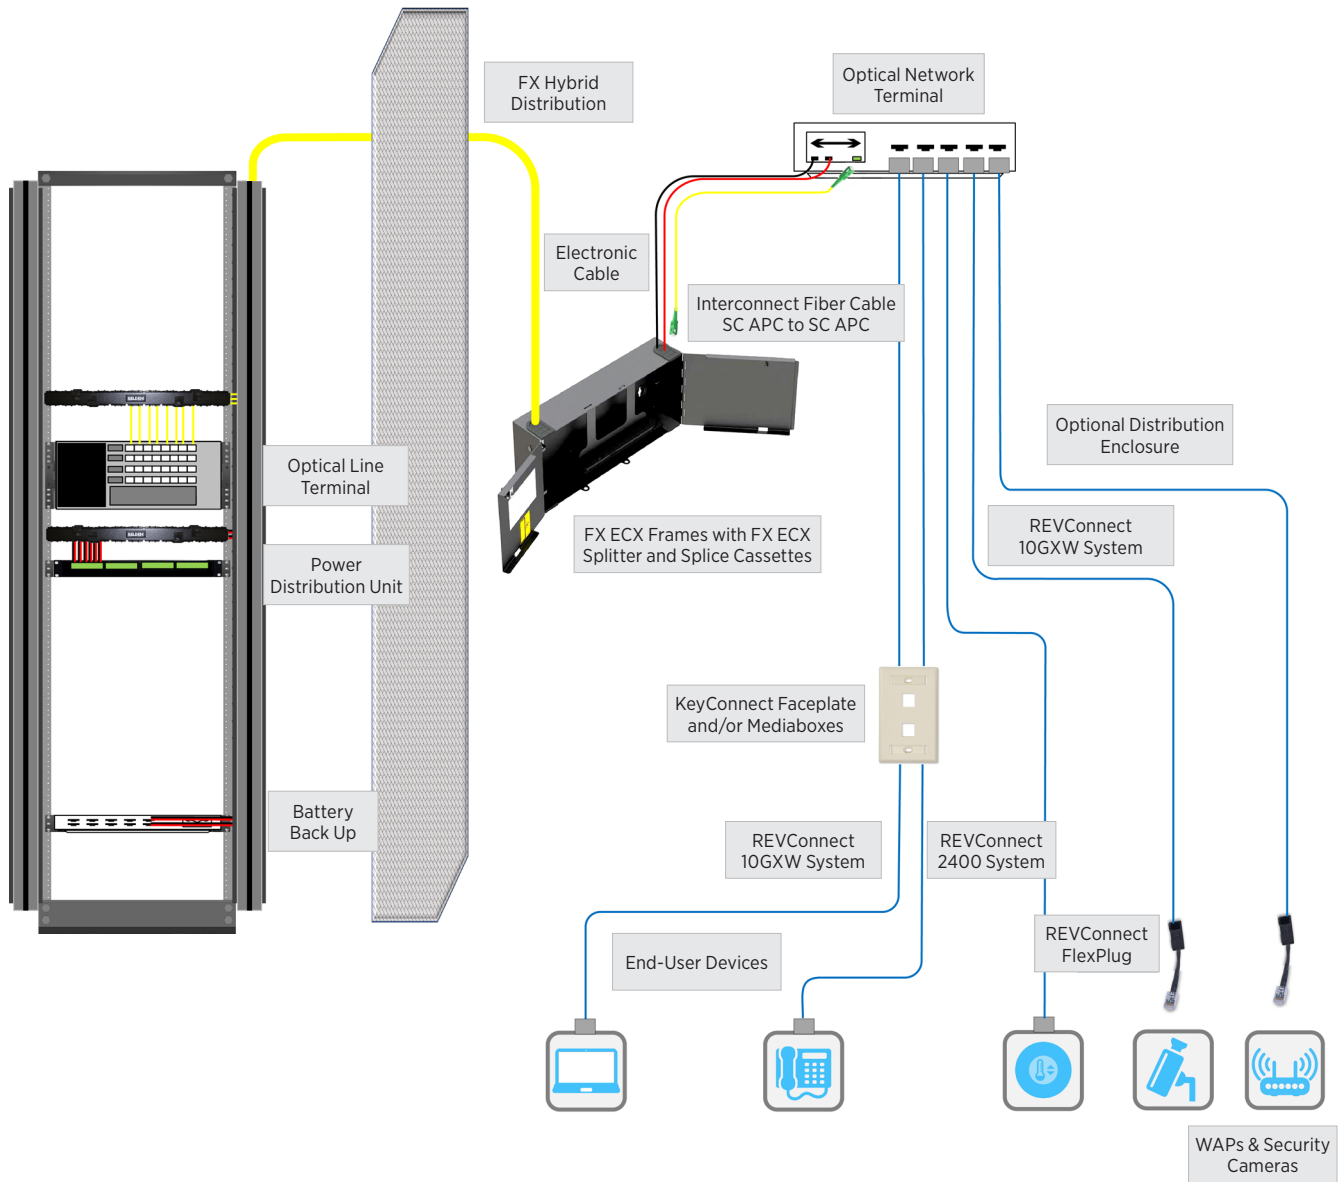 FX Hybrid
Distribution
Optical Network
Terminal
Electronic
Cable
Interconnect Fiber Cable
SC APC to SC APC
BELDEN
Optical Line
Terminal
BELDEN
Power
Distribution Unit
FX ECX Frames with FX ECX
Splitter and Splice Cassettes
Optional Distribution
Enclosure
REVConnect
10GXW System
KeyConnect Faceplate
and/or Mediaboxes
Battery
Back Up
REVConnect
10GXW System
REVConnect
2400 System
End-User Devices
REVConnect
FlexPlug
WAPs & Security
Cameras